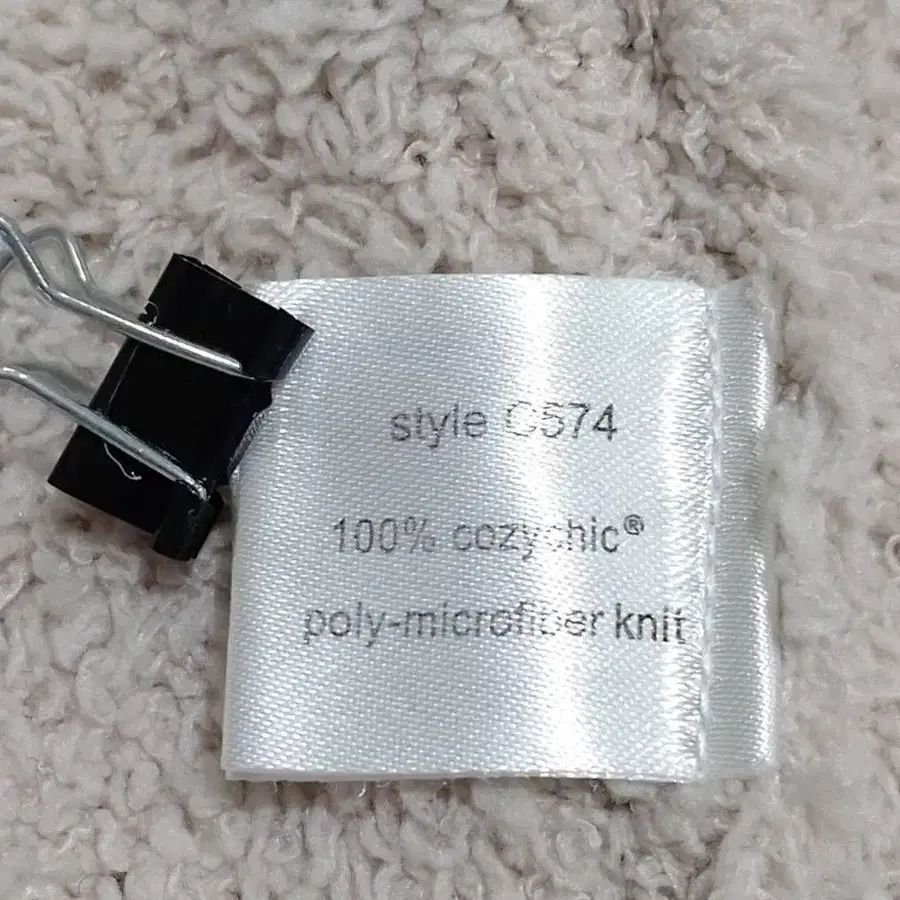 style C574
100% cozychic®
poly-microfiber knit